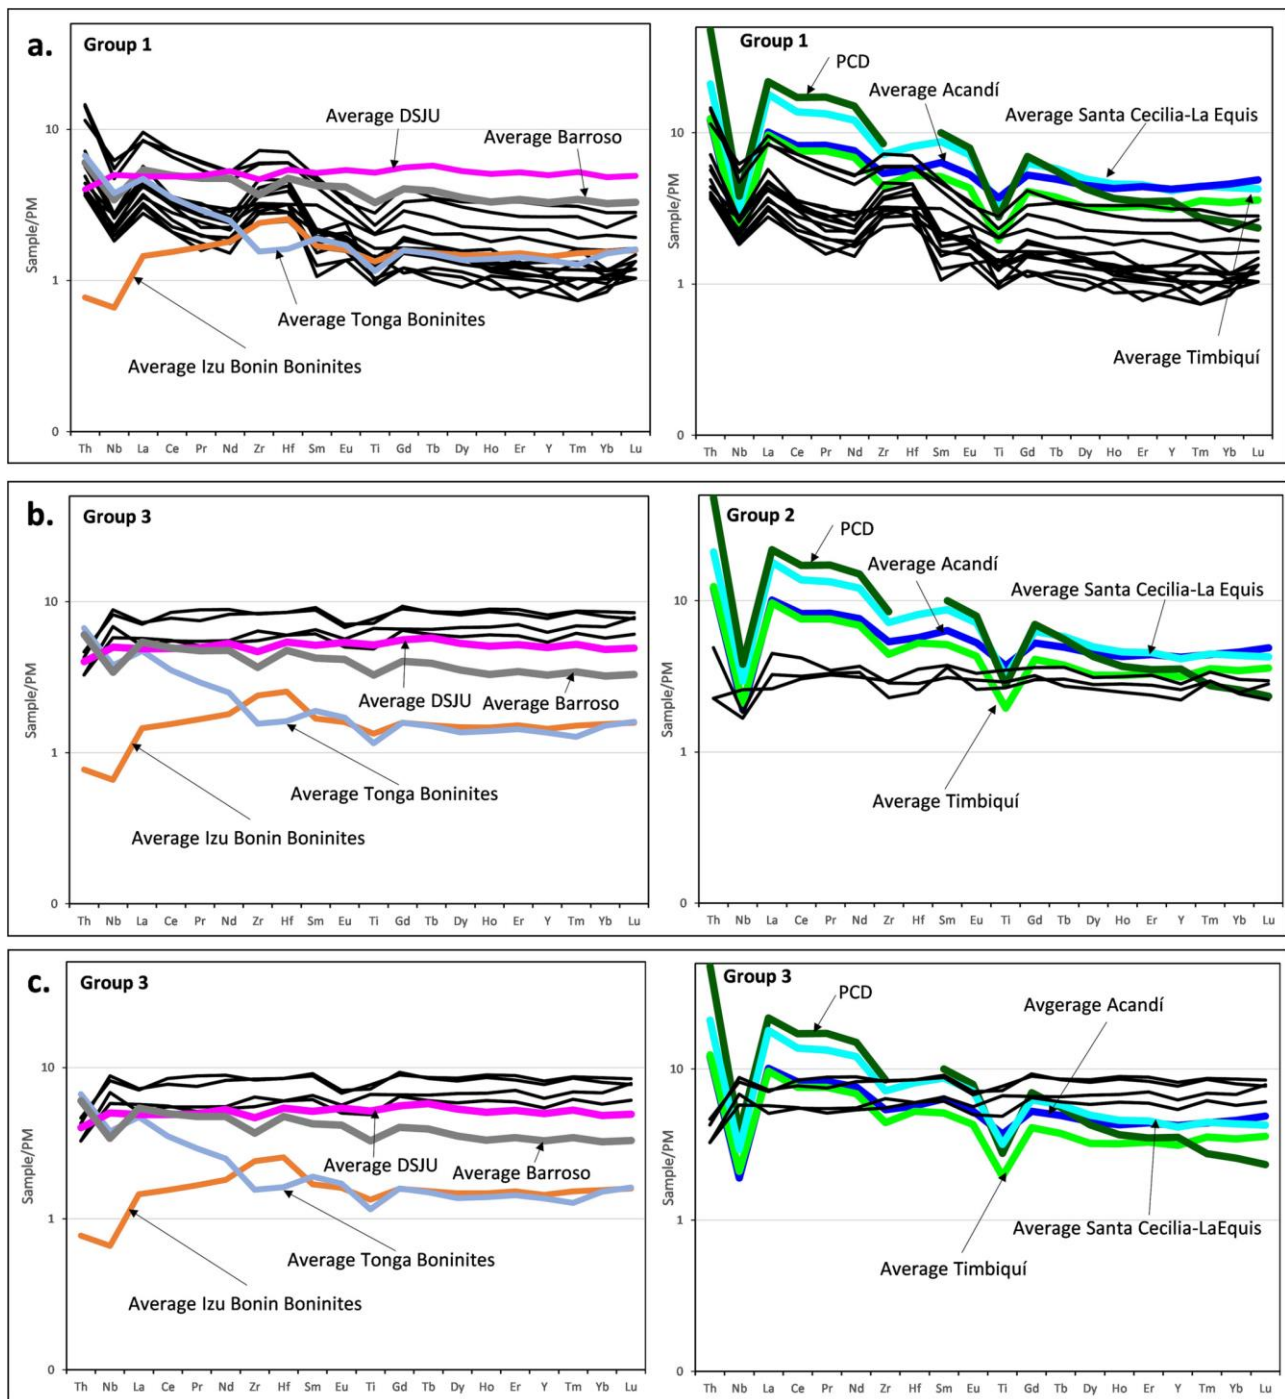 a.
Group 1
10
Average DSJU
Average Barroso
Sample/PM
1
Average Tonga Boninites
Average Izu Bonin Boninites
0
Th Nb La Ce Pr Nd Zr Hf Sm Eu Ti Gd Tb Dy Ho Er Y Tm Yb Lu
Group 1
PCD
Average Acandí
Average Santa Cecilia-La Equis
10
Sample/PM
1
Average Timbiquí
0
Th Nb La Ce Pr Nd Zr Hf Sm Eu Ti Gd Tb Dy Ho Er Y Tm Yb Lu
b.
Group 3
10
Average DSJU
Average Barroso
Sample/PM
1
Average Tonga Boninites
Average Izu Bonin Boninites
0
Th Nb La Ce Pr Nd Zr Hf Sm Eu Ti Gd Tb Dy Ho Er Y Tm Yb Lu
Group 2
PCD
Average Acandí
Average Santa Cecilia-La Equis
10
Sample/PM
1
Average Timbiquí
0
Th Nb La Ce Pr Nd Zr Hf Sm Eu Ti Gd Tb Dy Ho Er Y Tm Yb Lu
c.
Group 3
10
Average DSJU
Average Barroso
Sample/PM
1
Average Tonga Boninites
Average Izu Bonin Boninites
0
Th Nb La Ce Pr Nd Zr Hf Sm Eu Ti Gd Tb Dy Ho Er Y Tm Yb Lu
Group 3
PCD
Avgerage Acandí
10
Sample/PM
1
Average Santa Cecilia-LaEquis
Average Timbiquí
0
Th Nb La Ce Pr Nd Zr Hf Sm Eu Ti Gd Tb Dy Ho Er Y Tm Yb Lu